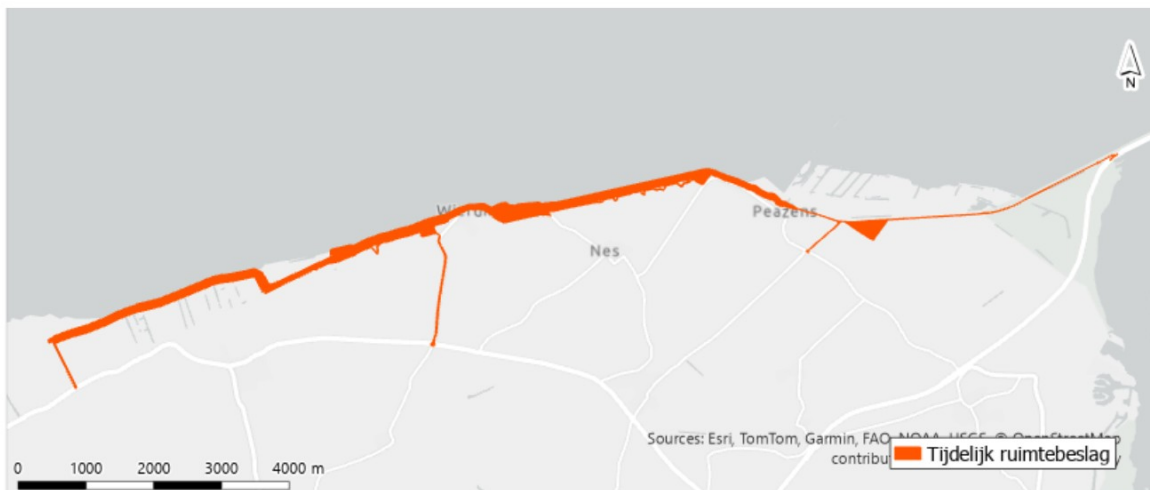 N
Peazens
Nes
Sources: Esri, TomTom, Garmin, FAO, NOAA, USGS, © OpenStreetMap
Tijdelijk ruimtebeslag
0 1000 2000 3000 4000 m